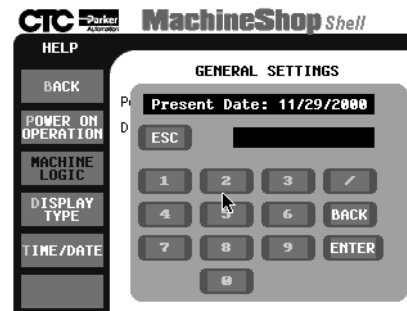 CTC Parker Automation MachineShop Shell
HELP
GENERAL SETTINGS
BACK
Present Date: 11/29/2000
POWER ON
OPERATION
ESC
MACHINE
LOGIC
1 2 3 /
DISPLAY
TYPE
4 5 6 BACK
TIME/DATE
7 8 9 ENTER
0